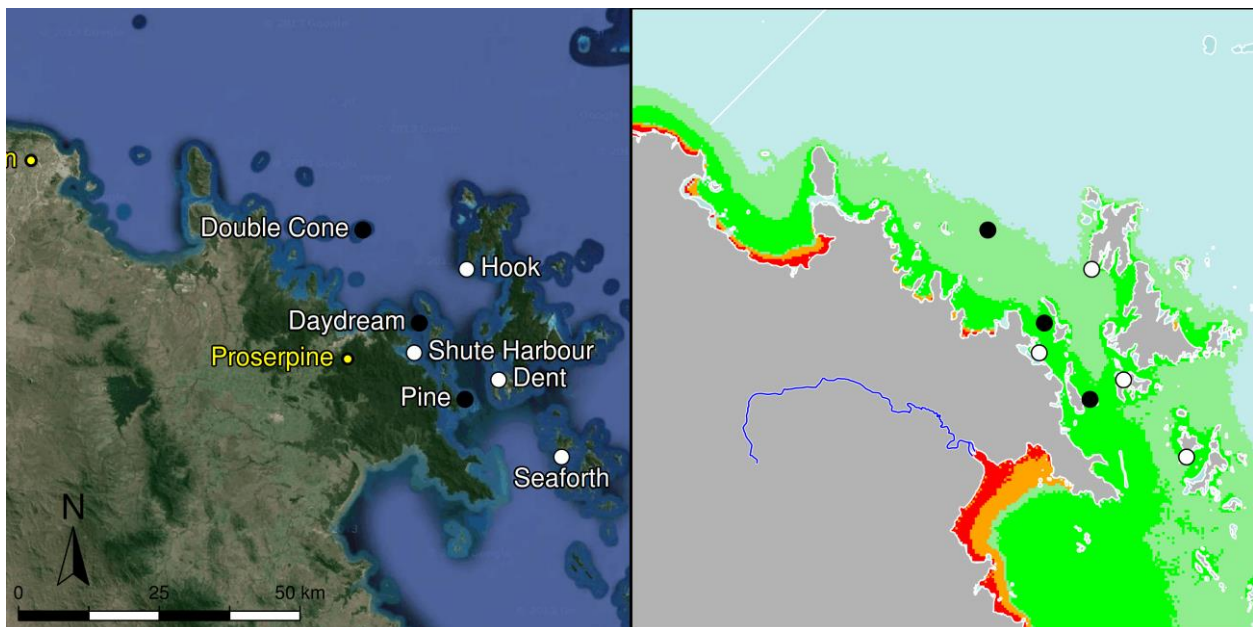 m
Double Cone
Hook
Daydream
Proserpine
Shute Harbour
Dent
Pine
Seaforth
N
0
25
50 km